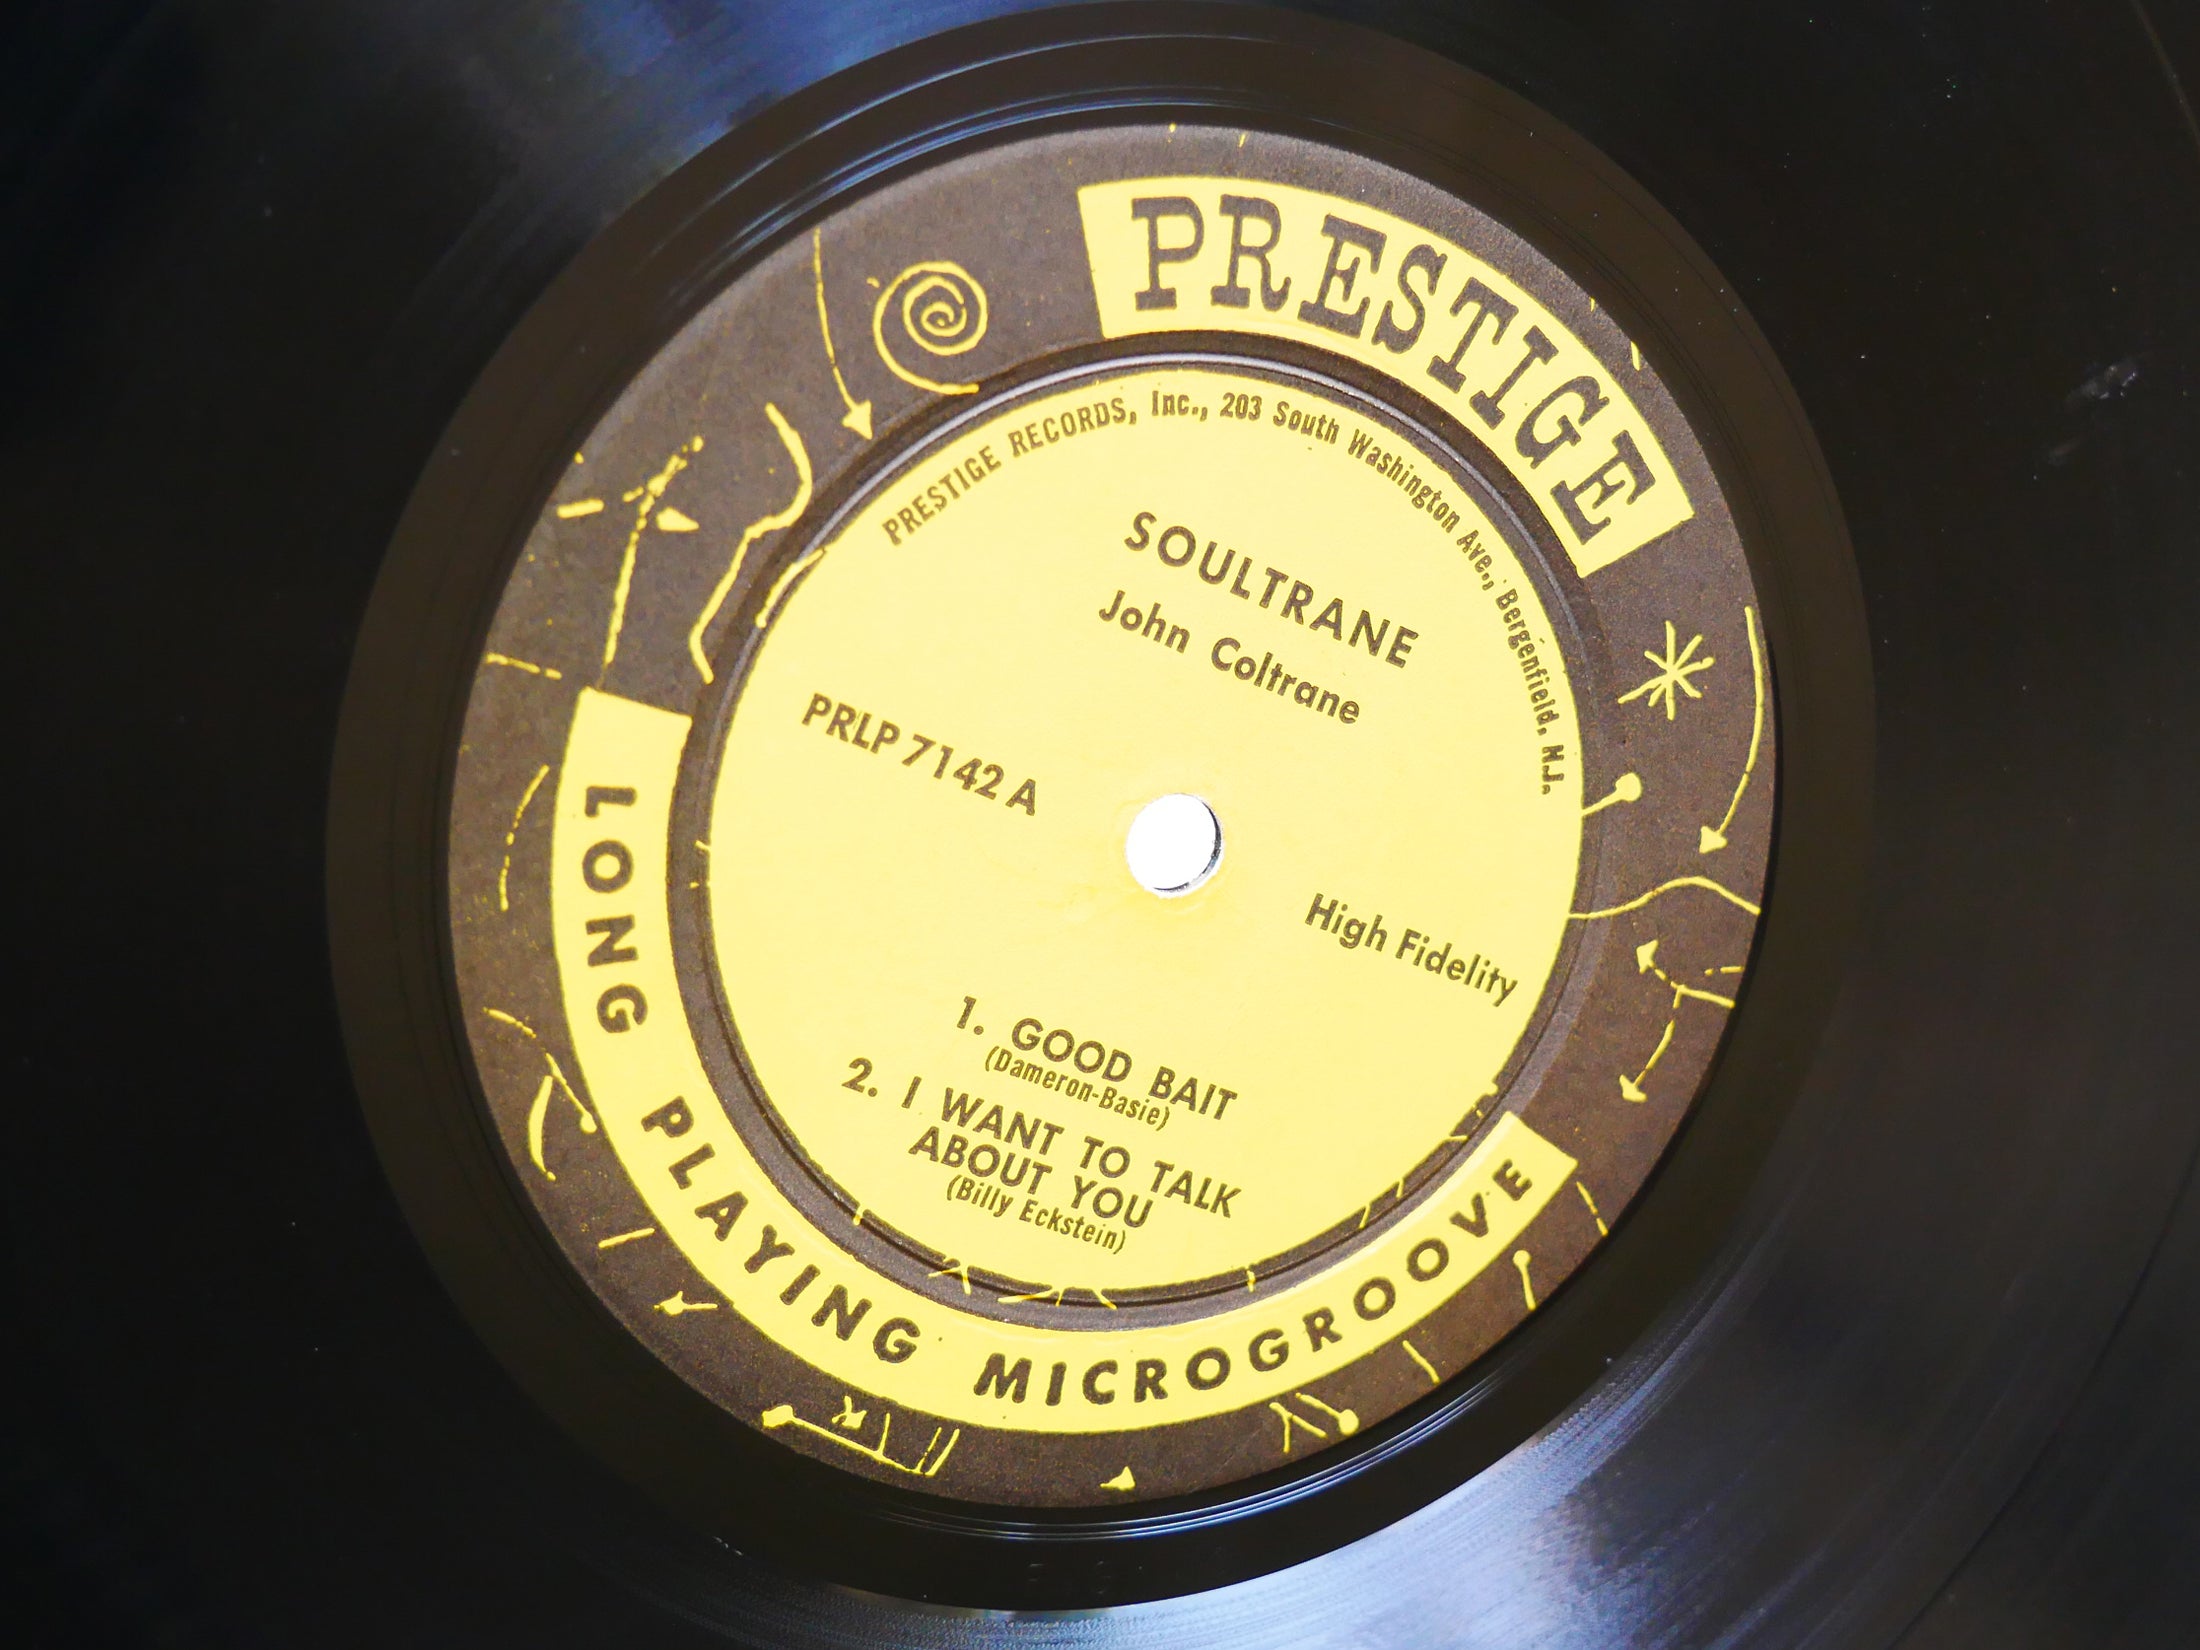 PRESTIGE
PRESTIGE RECORDS, Inc., 203 South Washington Ave., Bergenfield, N.J.
SOULTRANE
John Coltrane
PRLP 7142 A
High Fidelity
1. GOOD BAIT
(Dameron-Basie)
2. I WANT TO TALK
ABOUT YOU
(Billy Eckstein)
LONG PLAYING MICROGROOVE